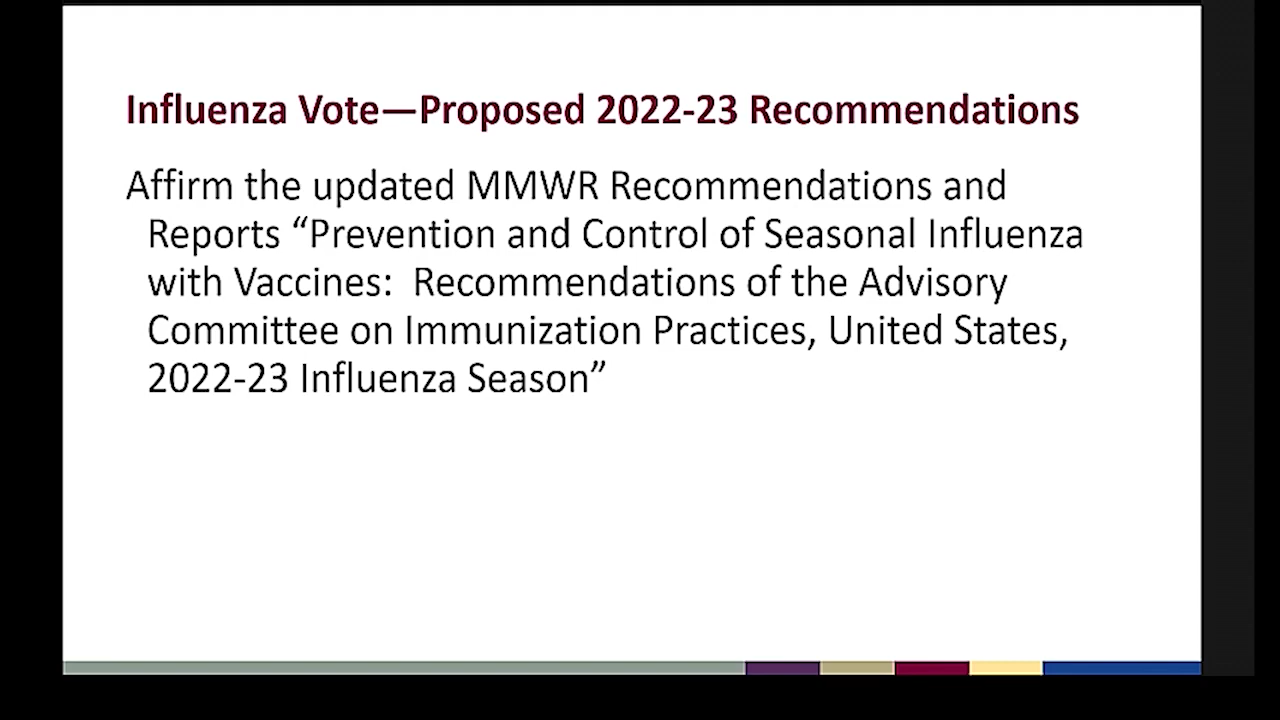 Influenza Vote—Proposed 2022-23 Recommendations
Affirm the updated MMWR Recommendations and
Reports “Prevention and Control of Seasonal Influenza
with Vaccines:  Recommendations of the Advisory
Committee on Immunization Practices, United States,
2022-23 Influenza Season”